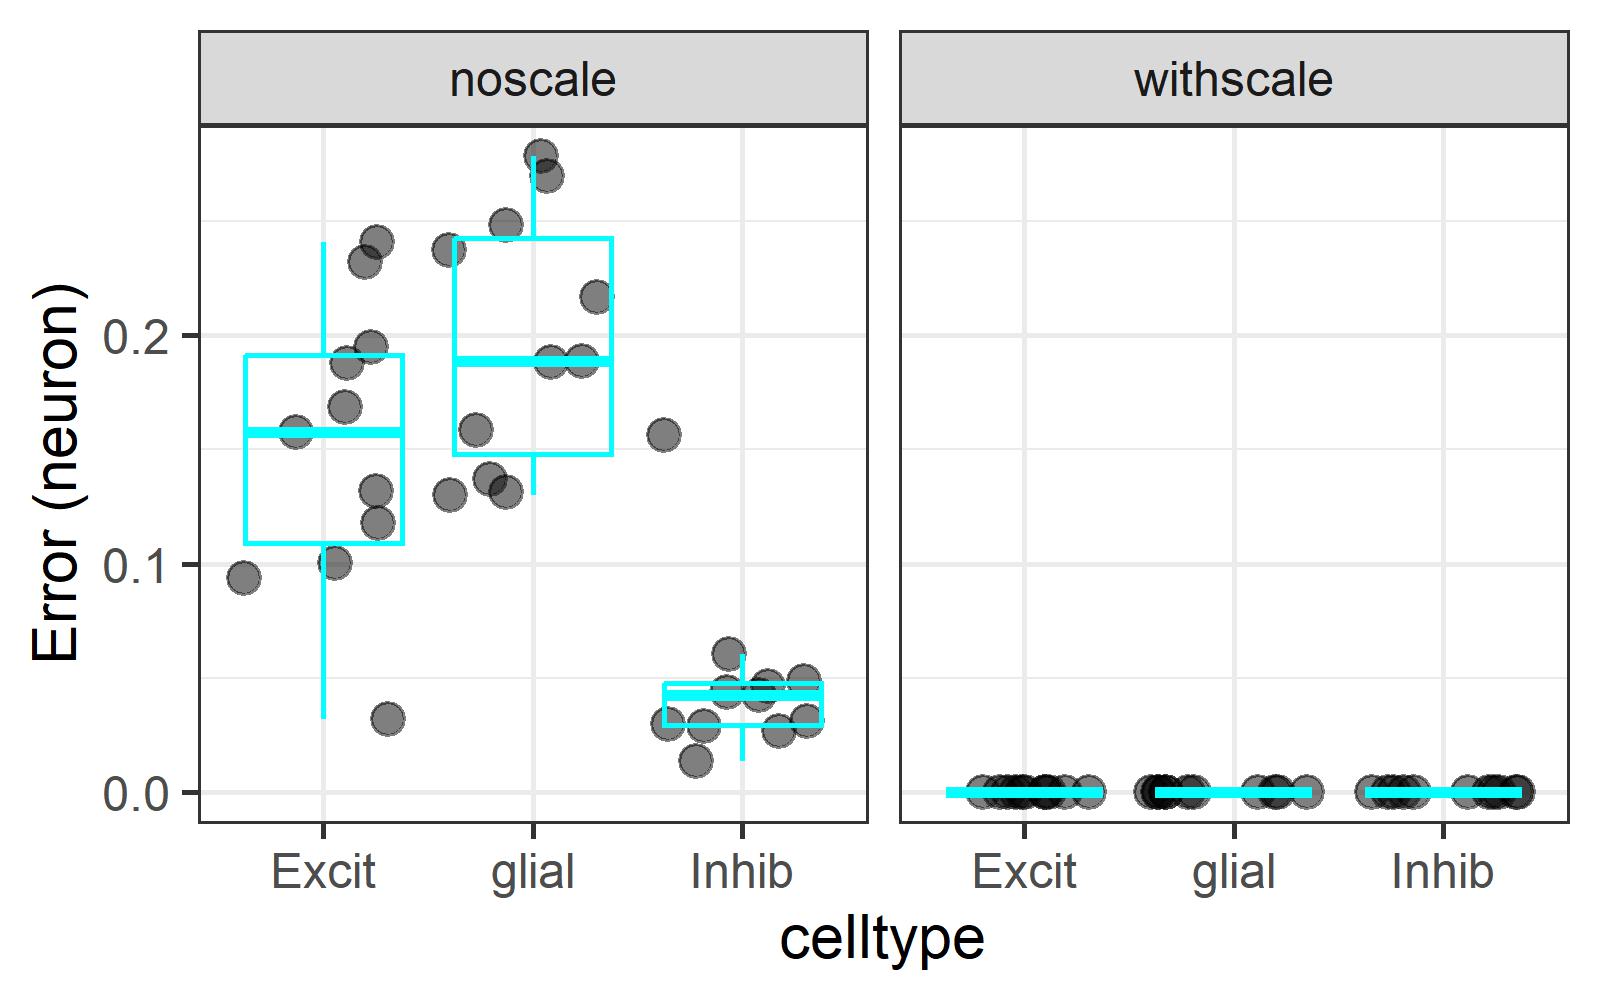 noscale
withscale
Error (neuron)
0.2
0.1
0.0
Excit
glial
Inhib
Excit
glial
Inhib
celltype